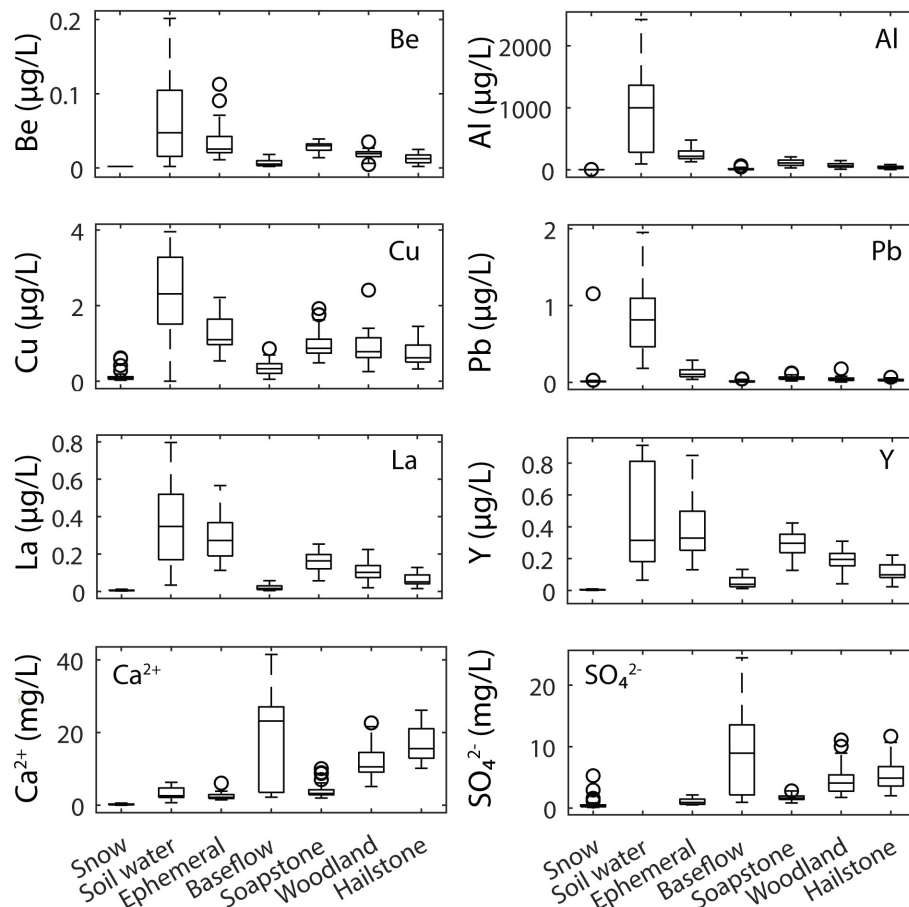 Be (µg/L)
0.2
0.1
0
Be
Al (µg/L)
2000
1000
0
Al
Cu (µg/L)
4
2
0
Cu
Pb (µg/L)
2
1
0
Pb
La (µg/L)
0.8
0.6
0.4
0.2
0
La
Y (µg/L)
0.8
0.6
0.4
0.2
0
Y
Ca²⁺ (mg/L)
40
20
0
Ca²⁺
SO₄²⁻ (mg/L)
20
10
0
SO₄²⁻
Snow
Soil water
Ephemeral
Baseflow
Soapstone
Woodland
Hailstone
Snow
Soil water
Ephemeral
Baseflow
Soapstone
Woodland
Hailstone